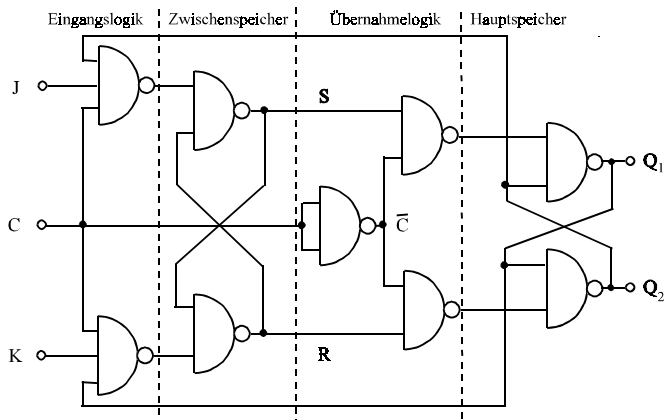 Eingangslogik Zwischenspeicher Übernahmelogik Hauptspeicher
J
S
Q1
C
C̅
Q2
K
R